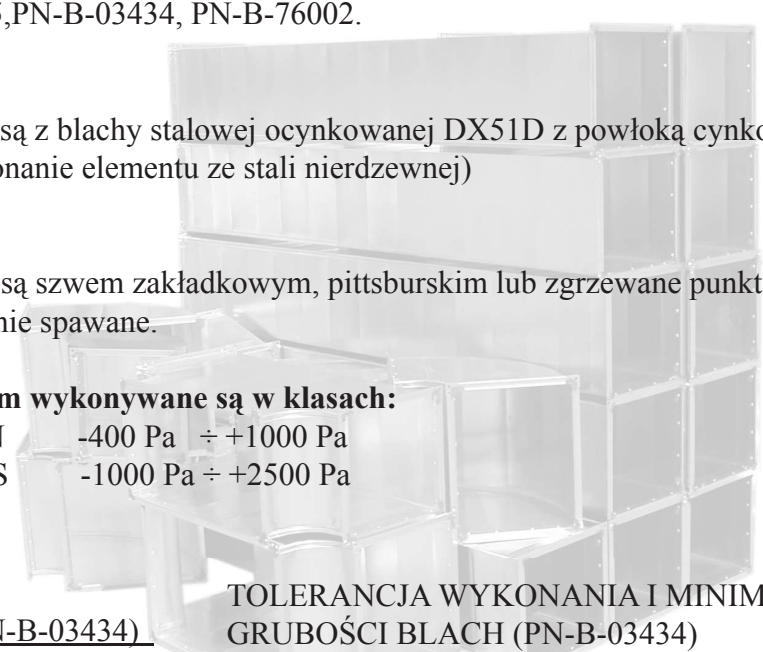 ,PN-B-03434, PN-B-76002.
są z blachy stalowej ocynkowanej DX51D z powłoką cynko
onanie elementu ze stali nierdzewnej)
są szwem zakładkowym, pittsburskim lub zgrzewane punkt
nie spawane.
m wykonywane są w klasach:
N -400 Pa ÷ +1000 Pa
S -1000 Pa ÷ +2500 Pa
N-B-03434)
TOLERANCJA WYKONANIA I MINIM
GRUBOŚCI BLACH (PN-B-03434)